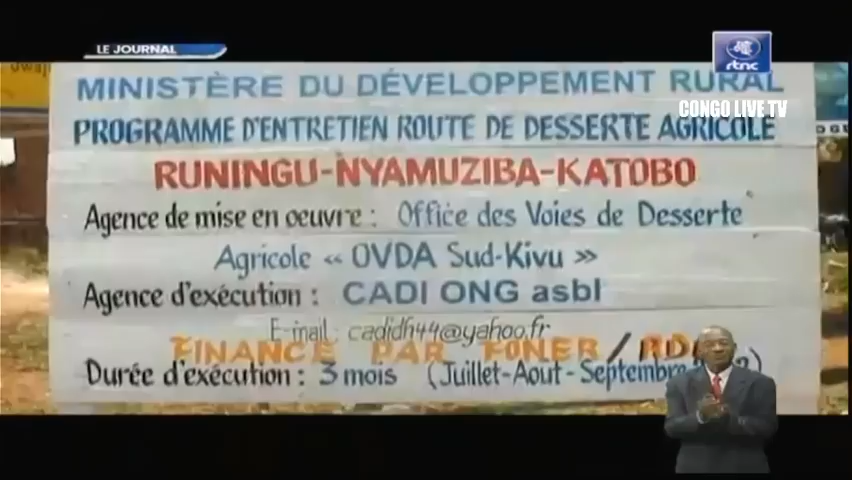 LE JOURNAL
rtnc
CONGO LIVE TV
MINISTÈRE DU DÉVELOPPEMENT RURAL
PROGRAMME D'ENTRETIEN ROUTE DE DESSERTE AGRICOLE
RUNINGU-NYAMUZIBA-KATOBO
Agence de mise en oeuvre : Office des Voies de Desserte
Agricole « OVDA Sud-Kivu »
Agence d'exécution : CADI ONG asbl
E-mail : cadidh44@yahoo.fr
FINANCE PAR FONER/RD
Durée d'exécution : 3 mois (Juillet-Aout-Septembre